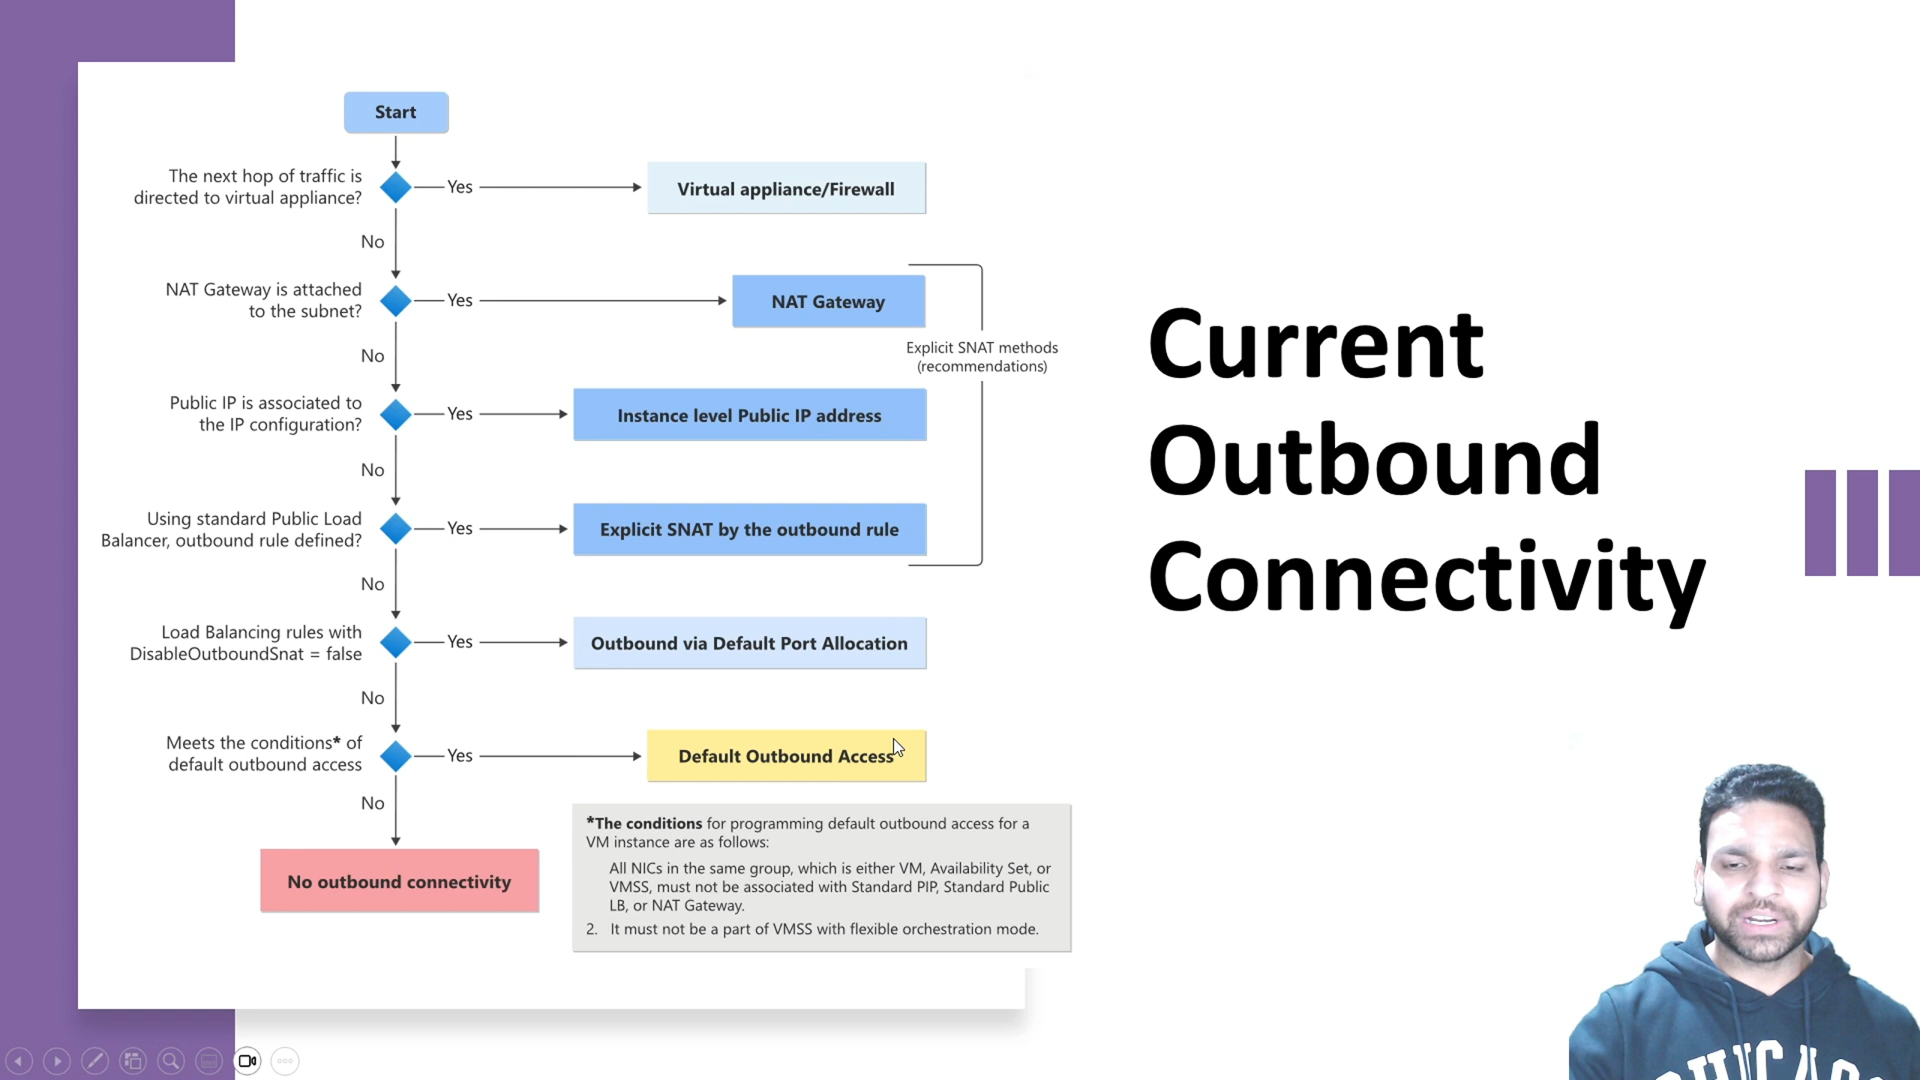 Start
The next hop of traffic is
directed to virtual appliance?
Yes
Virtual appliance/Firewall
No
NAT Gateway is attached
to the subnet?
Yes
NAT Gateway
No
Explicit SNAT methods
(recommendations)
Public IP is associated to
the IP configuration?
Yes
Instance level Public IP address
No
Using standard Public Load
Balancer, outbound rule defined?
Yes
Explicit SNAT by the outbound rule
No
Load Balancing rules with
DisableOutboundSnat = false
Yes
Outbound via Default Port Allocation
No
Meets the conditions* of
default outbound access
Yes
Default Outbound Access
No
No outbound connectivity
*The conditions for programming default outbound access for a
VM instance are as follows:
All NICs in the same group, which is either VM, Availability Set, or
VMSS, must not be associated with Standard PIP, Standard Public
LB, or NAT Gateway.
2. It must not be a part of VMSS with flexible orchestration mode.
Current
Outbound
Connectivity